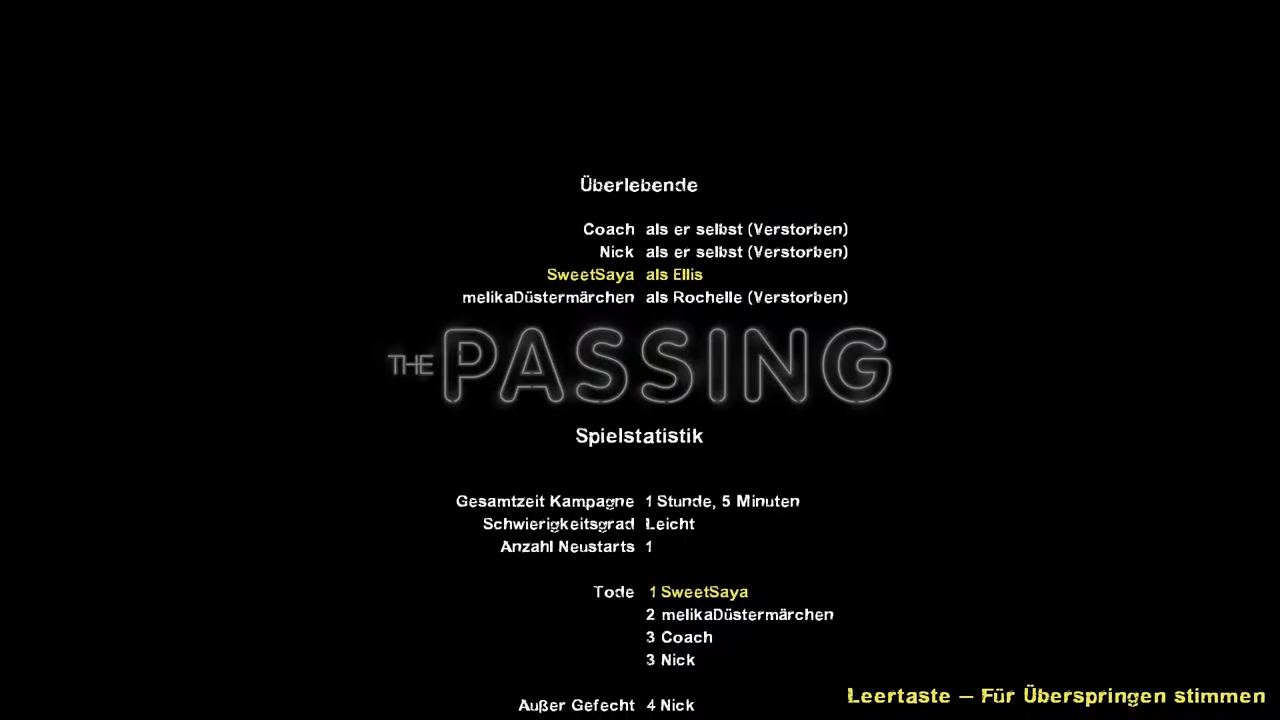 Überlebende
Coach als er selbst (Verstorben)
Nick als er selbst (Verstorben)
SweetSaya als Ellis
melikaDüstermärchen als Rochelle (Verstorben)
THE PASSING
Spielstatistik
Gesamtzeit Kampagne 1 Stunde, 5 Minuten
Schwierigkeitsgrad Leicht
Anzahl Neustarts 1
Tode 1 SweetSaya
2 melikaDüstermärchen
3 Coach
3 Nick
Außer Gefecht 4 Nick
Leertaste – Für Überspringen stimmen